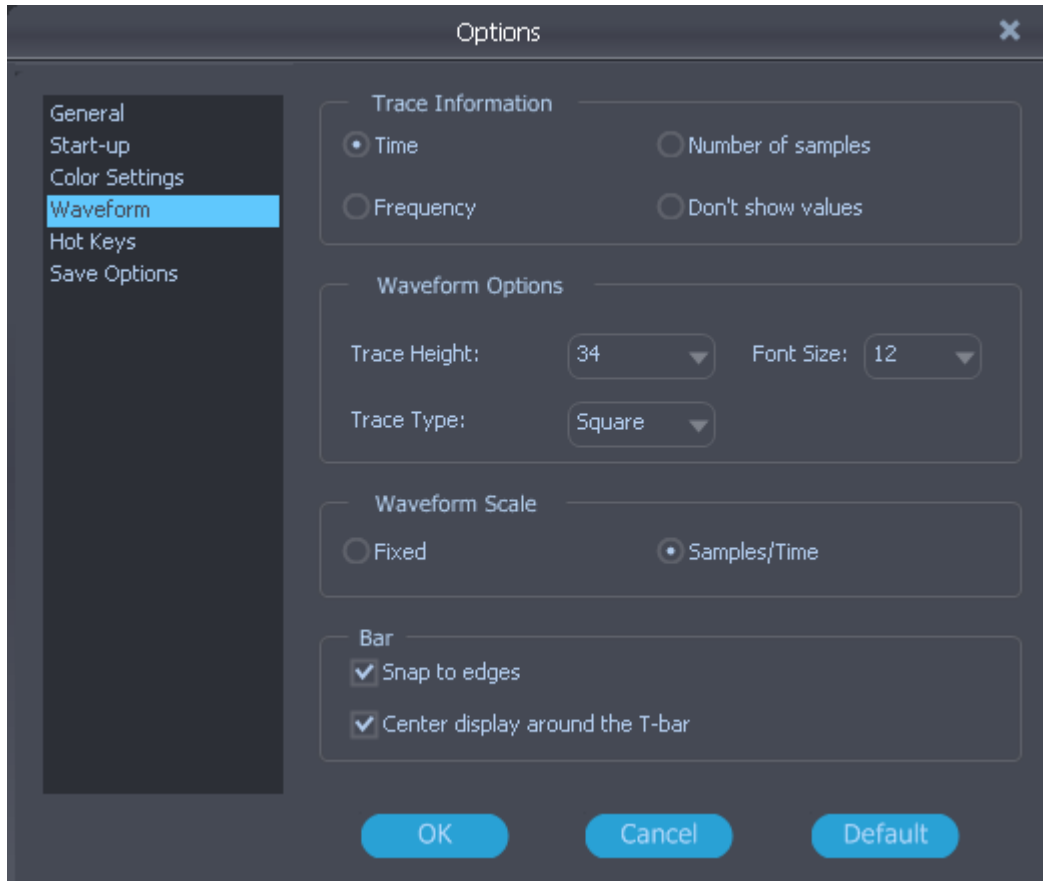 Options
General
Start-up
Color Settings
Waveform
Hot Keys
Save Options
Trace Information
Time
Number of samples
Frequency
Don't show values
Waveform Options
Trace Height: 34 Font Size: 12
Trace Type: Square
Waveform Scale
Fixed
Samples/Time
Bar
Snap to edges
Center display around the T-bar
OK
Cancel
Default